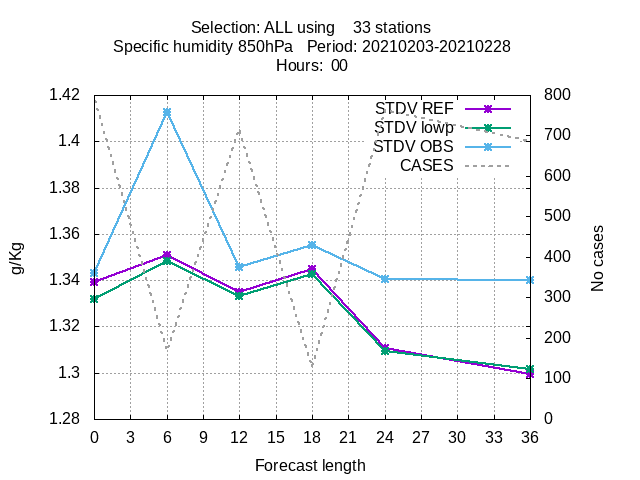 Selection: ALL using 33 stations
Specific humidity 850hPa Period: 20210203-20210228
Hours: 00
1.42
1.4
1.38
1.36
1.34
1.32
1.3
1.28
g/Kg
STDV REF
STDV lowp
STDV OBS
CASES
800
700
600
500
400
300
200
100
0
No cases
0 3 6 9 12 15 18 21 24 27 30 33 36
Forecast length